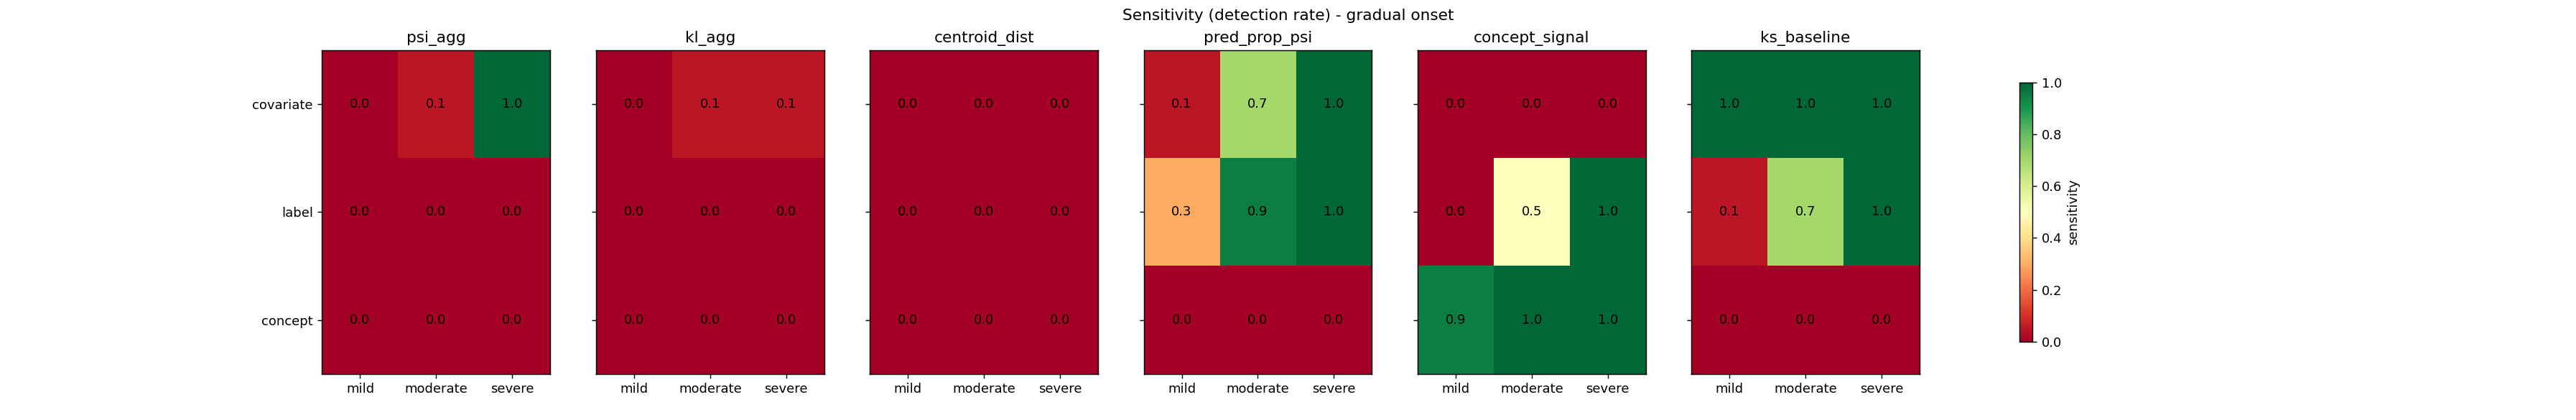 Sensitivity (detection rate) - gradual onset
psi_agg kl_agg centroid_dist pred_prop_psi concept_signal ks_baseline
covariate 0.0 0.1 1.0 0.0 0.1 0.1 0.0 0.0 0.0 0.1 0.7 1.0 0.0 0.0 0.0 1.0 1.0 1.0
label 0.0 0.0 0.0 0.0 0.0 0.0 0.0 0.0 0.0 0.3 0.9 1.0 0.0 0.5 1.0 0.1 0.7 1.0
concept 0.0 0.0 0.0 0.0 0.0 0.0 0.0 0.0 0.0 0.0 0.0 0.0 0.9 1.0 1.0 0.0 0.0 0.0
mild moderate severe mild moderate severe mild moderate severe mild moderate severe mild moderate severe mild moderate severe
1.0
0.8
0.6
0.4
0.2
0.0
sensitivity